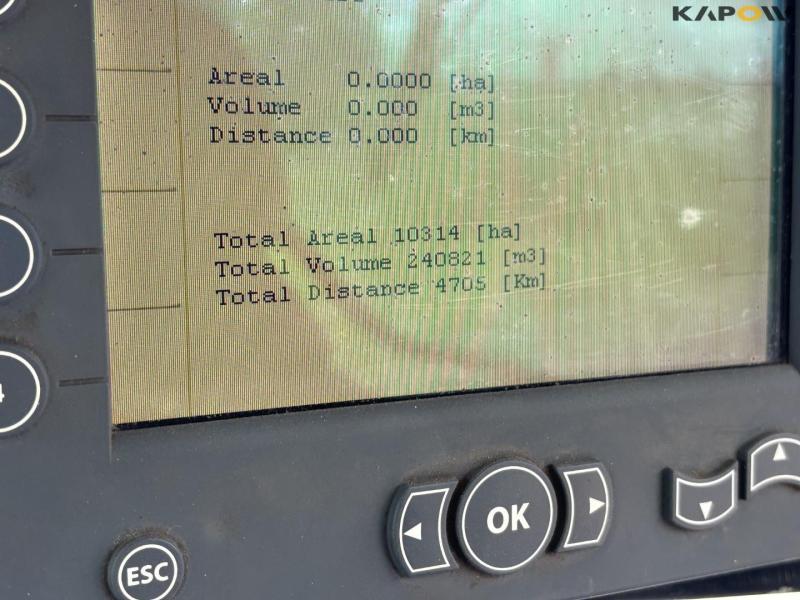 KAPOW
Areal 0.0000 [ha]
Volume 0.000 [m3]
Distance 0.000 [km]
Total Areal 10314 [ha]
Total Volume 240821 [m3]
Total Distance 4705 [Km]
4
OK
ESC